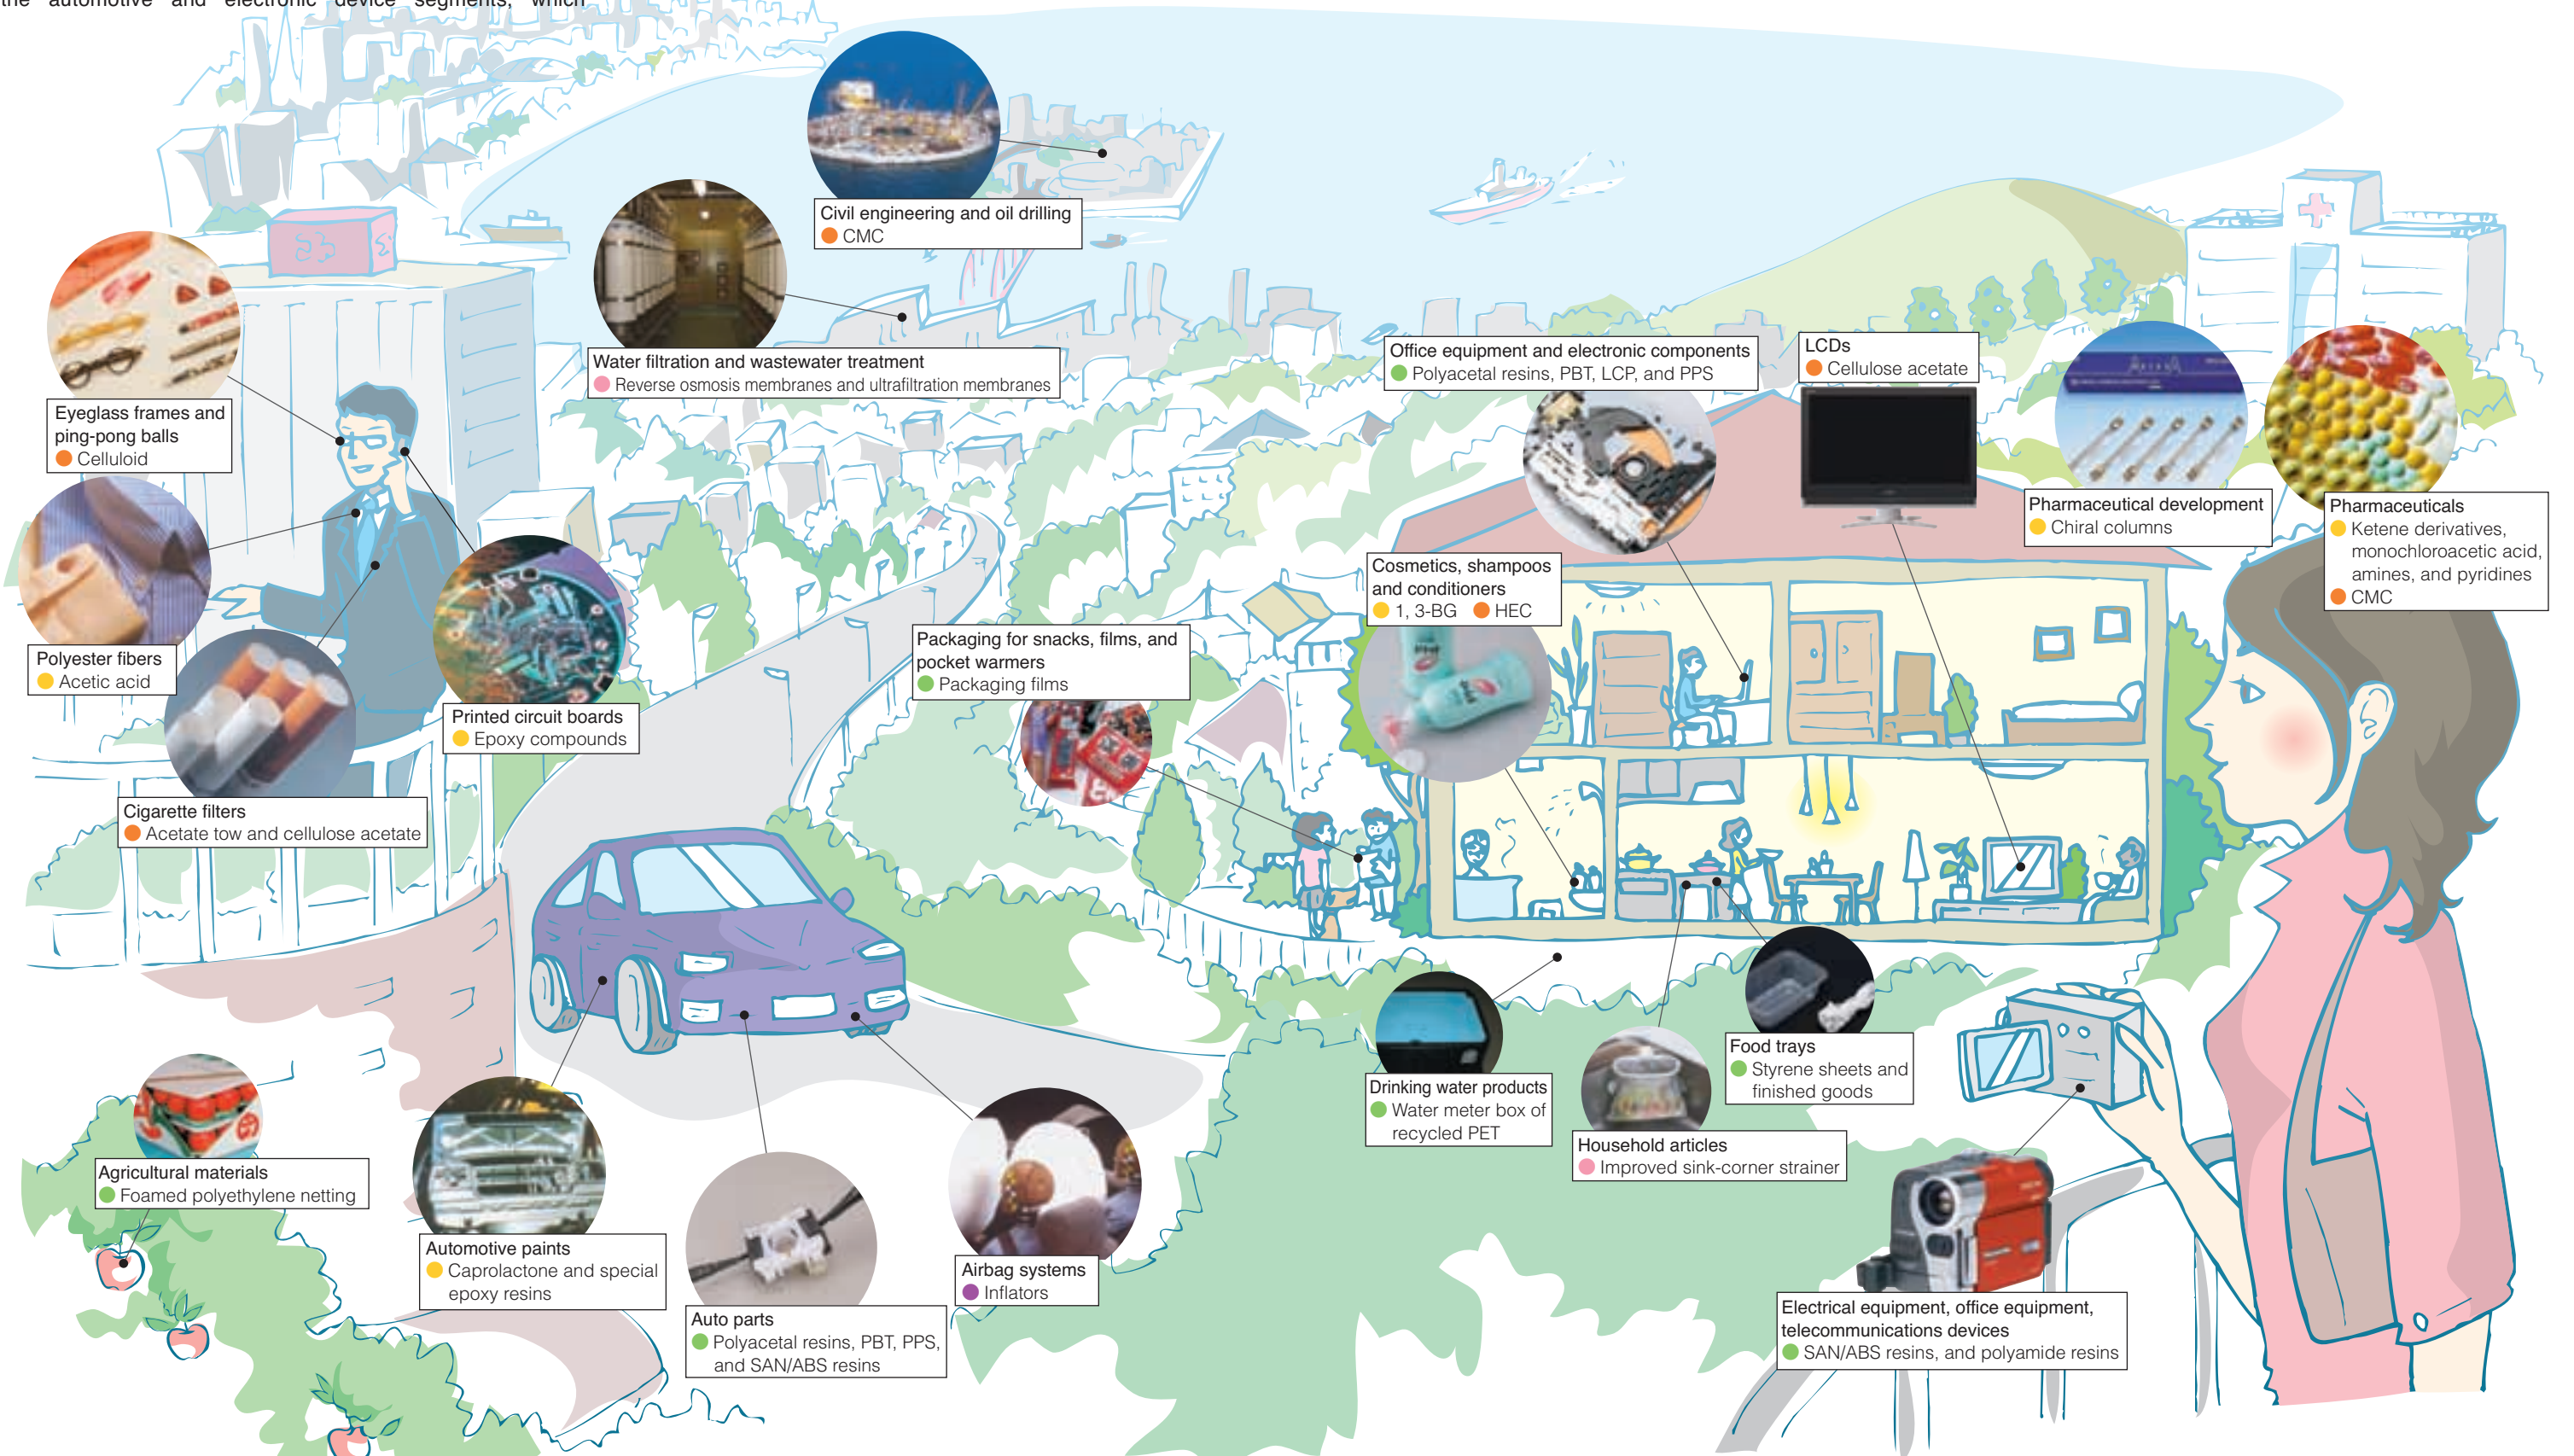 the automotive and electronic device segments, which
Civil engineering and oil drilling
CMC
Water filtration and wastewater treatment
Reverse osmosis membranes and ultrafiltration membranes
Eyeglass frames and
ping-pong balls
Celluloid
Polyester fibers
Acetic acid
Printed circuit boards
Epoxy compounds
Cigarette filters
Acetate tow and cellulose acetate
Office equipment and electronic components
Polyacetal resins, PBT, LCP, and PPS
LCDs
Cellulose acetate
Pharmaceutical development
Chiral columns
Pharmaceuticals
Ketene derivatives,
monochloroacetic acid,
amines, and pyridines
CMC
Cosmetics, shampoos
and conditioners
1, 3-BG HEC
Packaging for snacks, films, and
pocket warmers
Packaging films
Drinking water products
Water meter box of
recycled PET
Food trays
Styrene sheets and
finished goods
Household articles
Improved sink-corner strainer
Agricultural materials
Foamed polyethylene netting
Automotive paints
Caprolactone and special
epoxy resins
Auto parts
Polyacetal resins, PBT, PPS,
and SAN/ABS resins
Airbag systems
Inflators
Electrical equipment, office equipment,
telecommunications devices
SAN/ABS resins, and polyamide resins